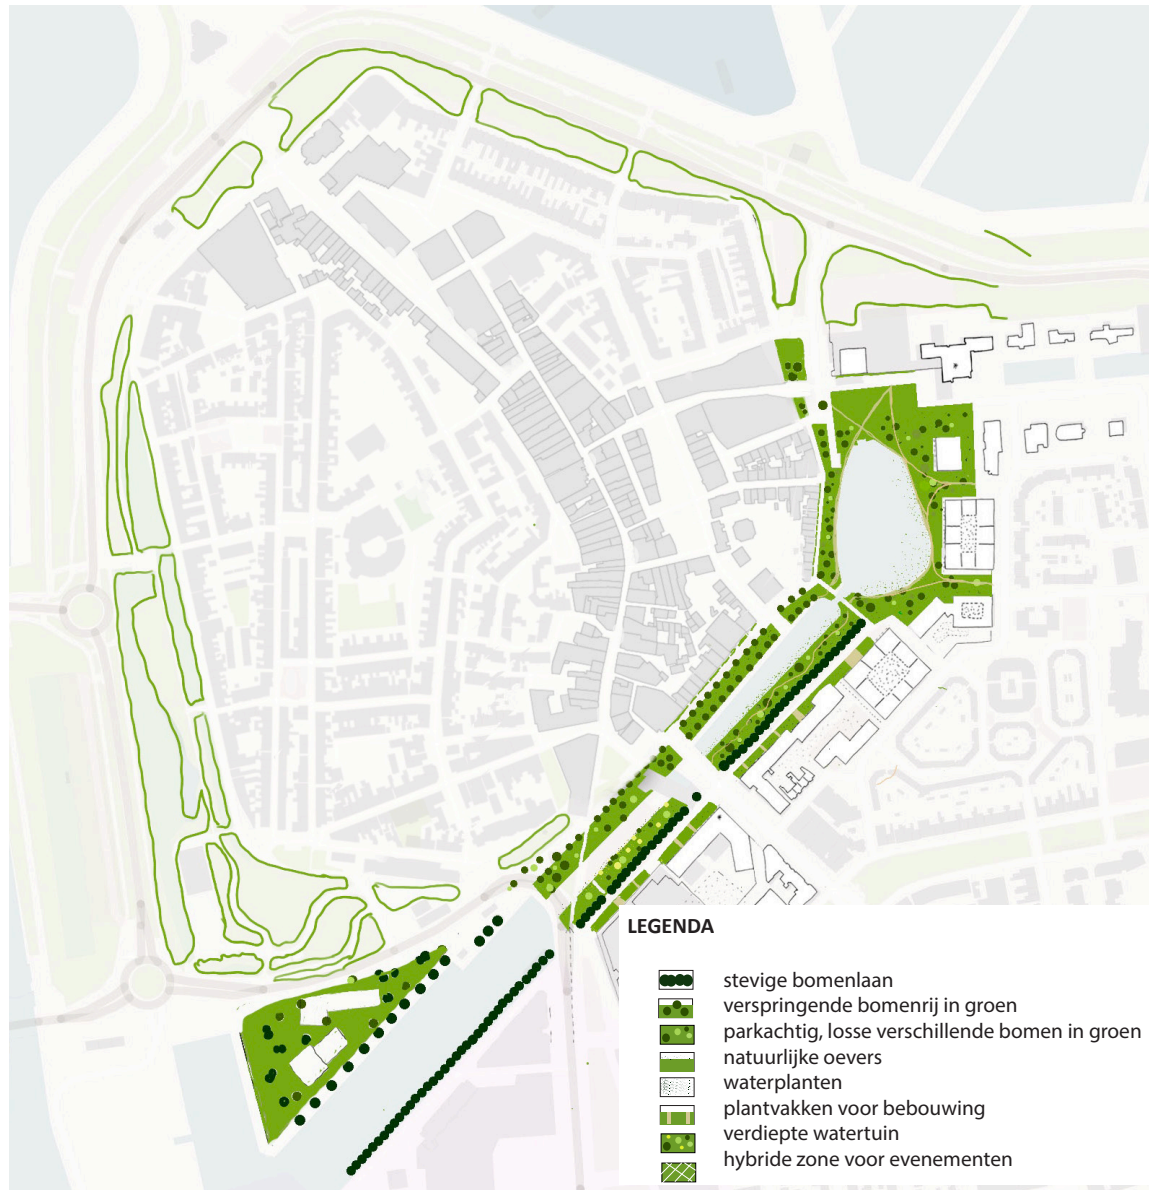 LEGENDA
stevige bomenlaan
verspringende bomenrij in groen
parkachtig, losse verschillende bomen in groen
natuurlijke oevers
waterplanten
plantvakken voor bebouwing
verdiepte watertuin
hybride zone voor evenementen